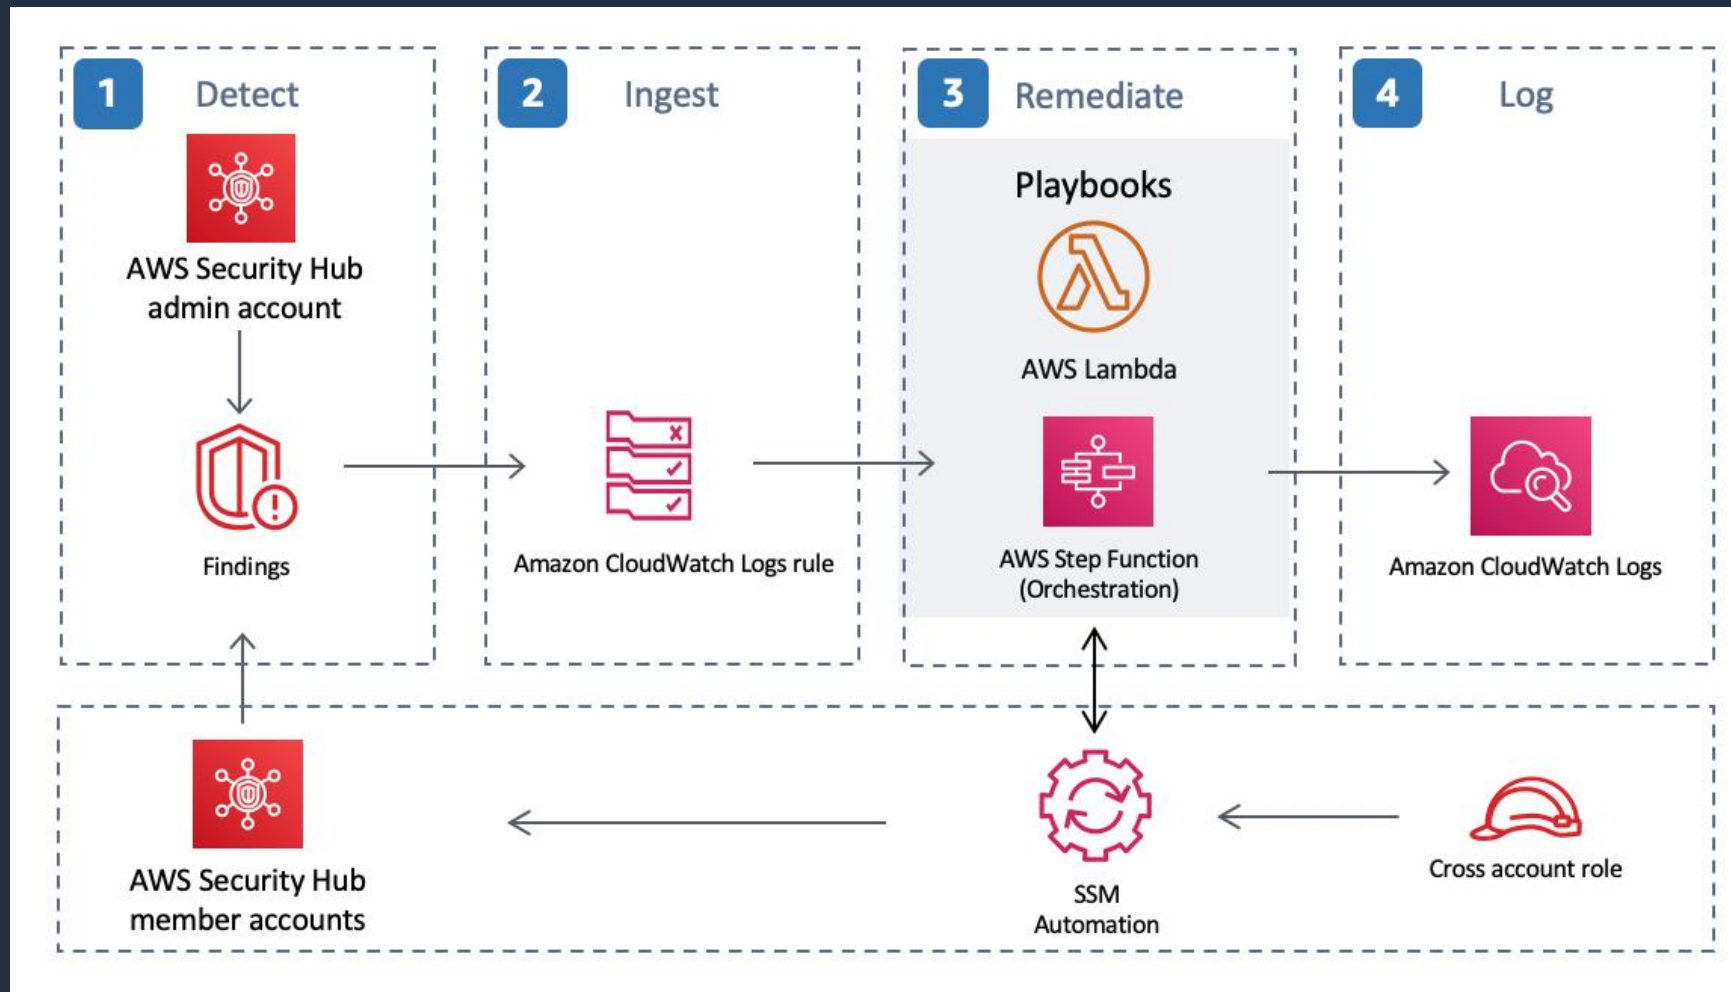 1 Detect
AWS Security Hub
admin account
Findings
2 Ingest
Amazon CloudWatch Logs rule
3 Remediate
Playbooks
AWS Lambda
AWS Step Function
(Orchestration)
4 Log
Amazon CloudWatch Logs
AWS Security Hub
member accounts
SSM
Automation
Cross account role